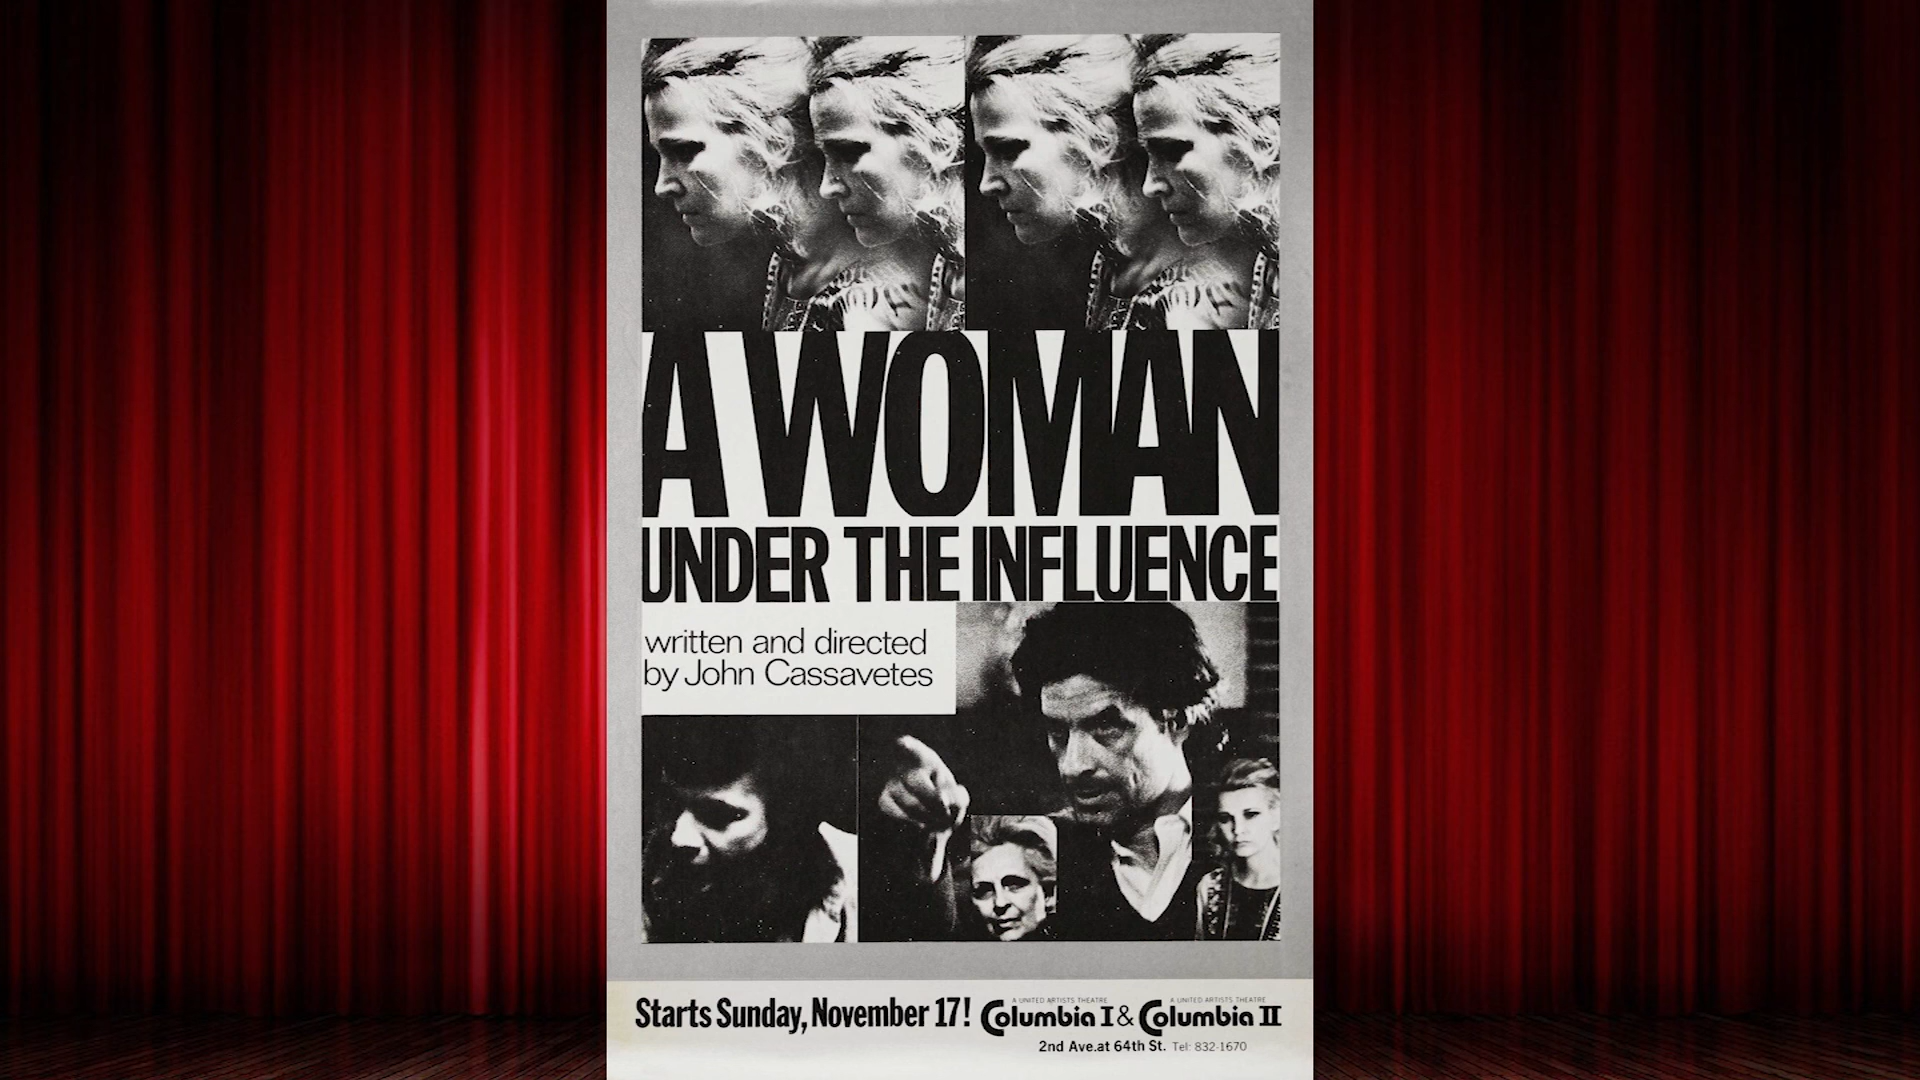 A WOMAN
UNDER THE INFLUENCE
written and directed
by John Cassavetes
Starts Sunday, November 17!
A UNITED ARTISTS THEATRE
Columbia I &
A UNITED ARTISTS THEATRE
Columbia II
2nd Ave. at 64th St. Tel: 832-1670